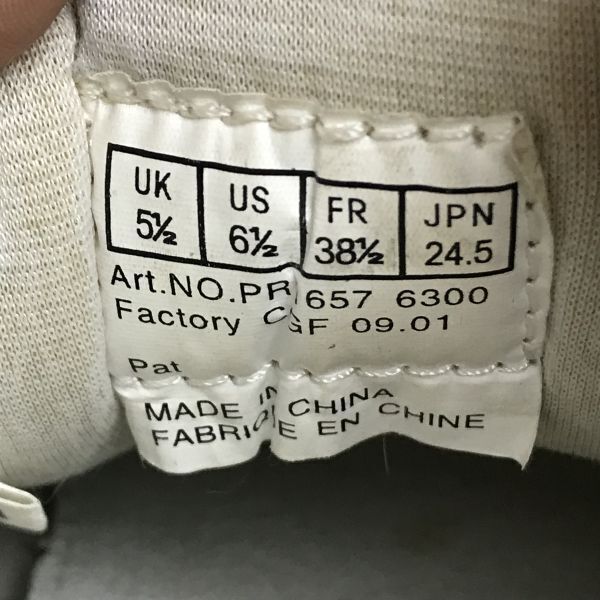 UK US FR JPN
5½ 6½ 38½ 24.5
Art.NO.PR 657 6300
Factory GF 09.01
Pat
MADE IN CHINA
EN CHINE